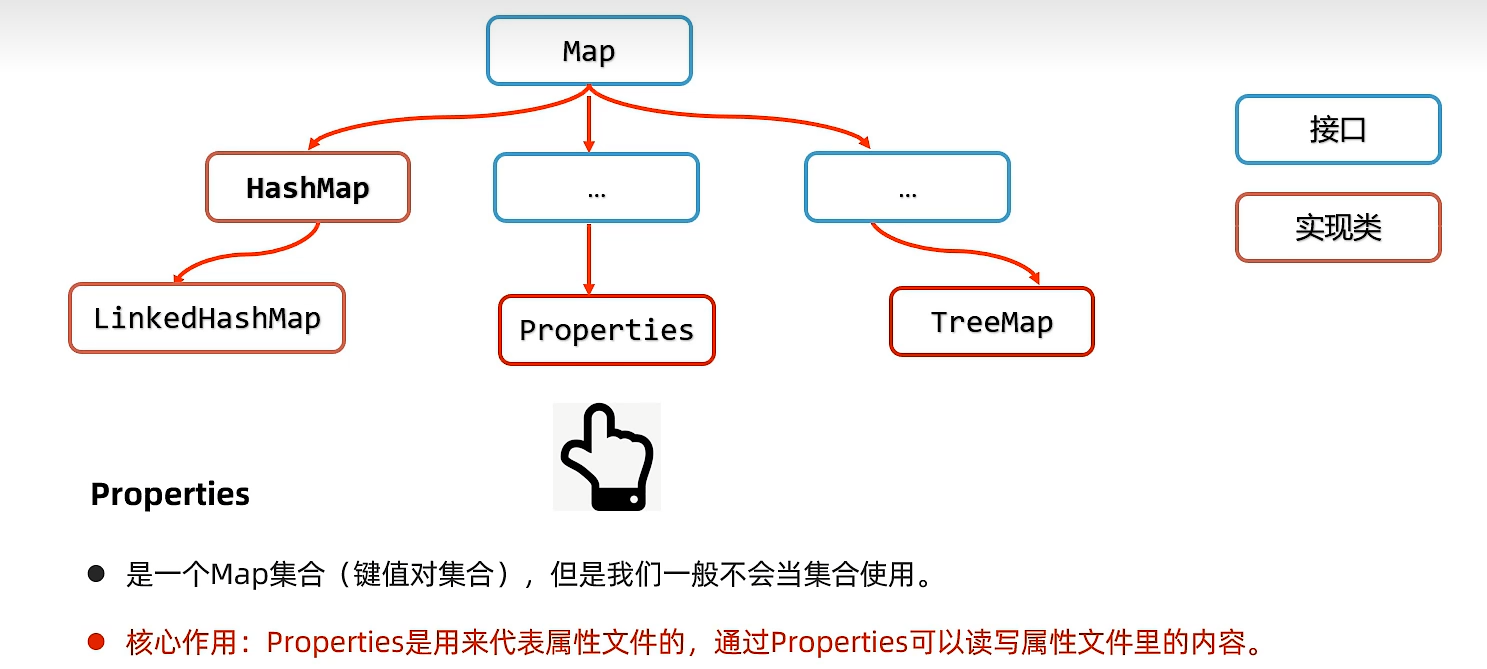 Map
接口
HashMap
...
...
实现类
LinkedHashMap
Properties
TreeMap
Properties
是一个Map集合（键值对集合），但是我们一般不会当集合使用。
核心作用：Properties是用来代表属性文件的，通过Properties可以读写属性文件里的内容。